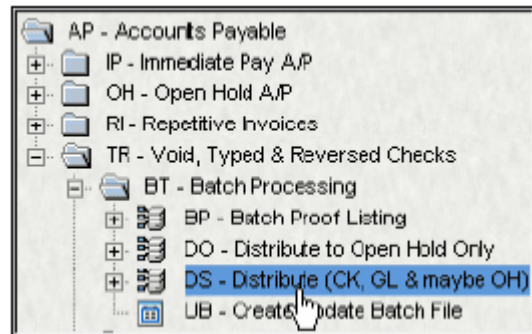 AP - Accounts Payable
IP - Immediate Pay A/P
OH - Open Hold A/P
RI - Repetitive Invoices
TR - Void, Typed & Reversed Checks
BT - Batch Processing
BP - Batch Proof Listing
DO - Distribute to Open Hold Only
DS - Distribute (CK, GL & maybe OH)
UB - Create/Update Batch File